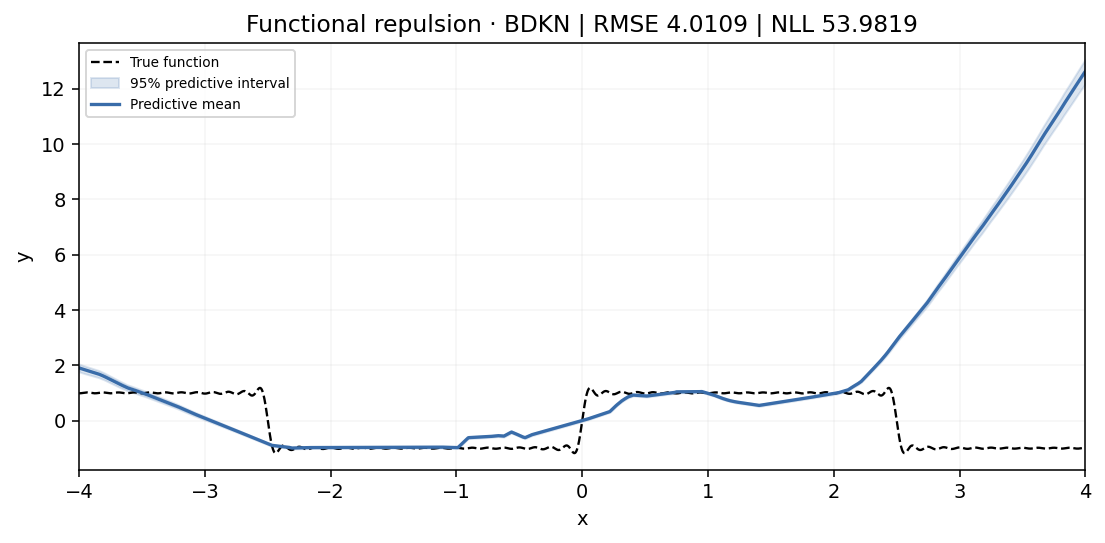 Functional repulsion · BDKN | RMSE 4.0109 | NLL 53.9819
True function
95% predictive interval
Predictive mean
12
10
8
6
4
2
0
y
−4 −3 −2 −1 0 1 2 3 4
x